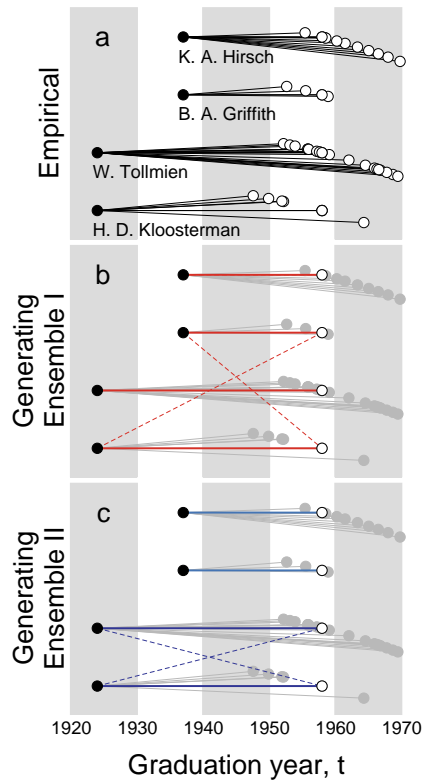 a
K. A. Hirsch
B. A. Griffith
W. Tollmien
H. D. Kloosterman
Empirical
b
Generating
Ensemble I
c
Generating
Ensemble II
1920 1930 1940 1950 1960 1970
Graduation year, t